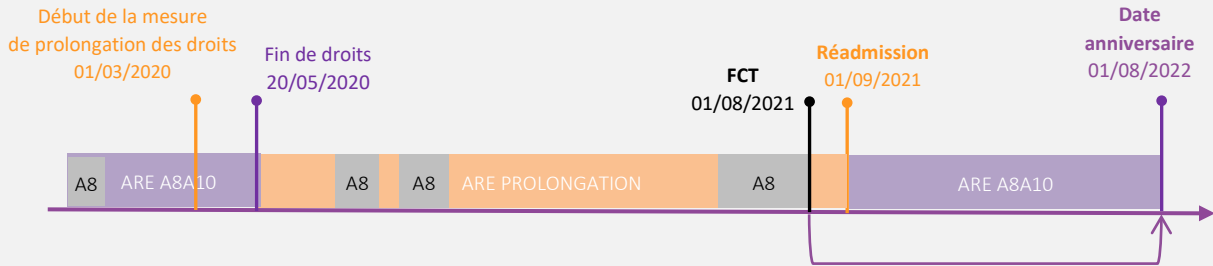 Début de la mesure
de prolongation des droits
01/03/2020
Fin de droits
20/05/2020
FCT
01/08/2021
Réadmission
01/09/2021
Date
anniversaire
01/08/2022
A8
ARE A8A10
A8
A8
ARE PROLONGATION
A8
ARE A8A10